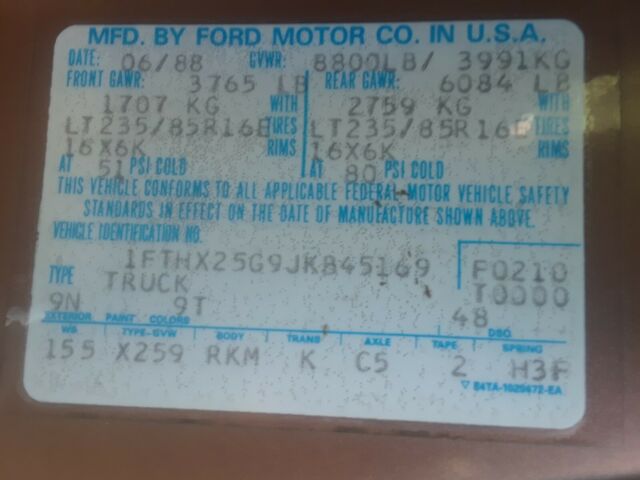 MFD. BY FORD MOTOR CO. IN U.S.A.
DATE: 06/88 GVWR: 8800LB/ 3991KG
FRONT GAWR: 3765 LB REAR GAWR: 6084 LB
1707 KG WITH 2759 KG WITH
LT235/85R16E TIRES LT235/85R16E TIRES
16X6K RIMS 16X6K RIMS
AT 51 PSI COLD AT 80 PSI COLD
THIS VEHICLE CONFORMS TO ALL APPLICABLE FEDERAL MOTOR VEHICLE SAFETY
STANDARDS IN EFFECT ON THE DATE OF MANUFACTURE SHOWN ABOVE.
VEHICLE IDENTIFICATION NO.
1FTHX25G9JKB45169 F0210
TYPE TRUCK T0000
9N 9T 48
EXTERIOR PAINT COLORS DSO
WB TYPE-GVW BODY TRANS AXLE TAPE SPRING
155 X259 RKM K C5 2 H3F
▽ E4TA-1020472-EA